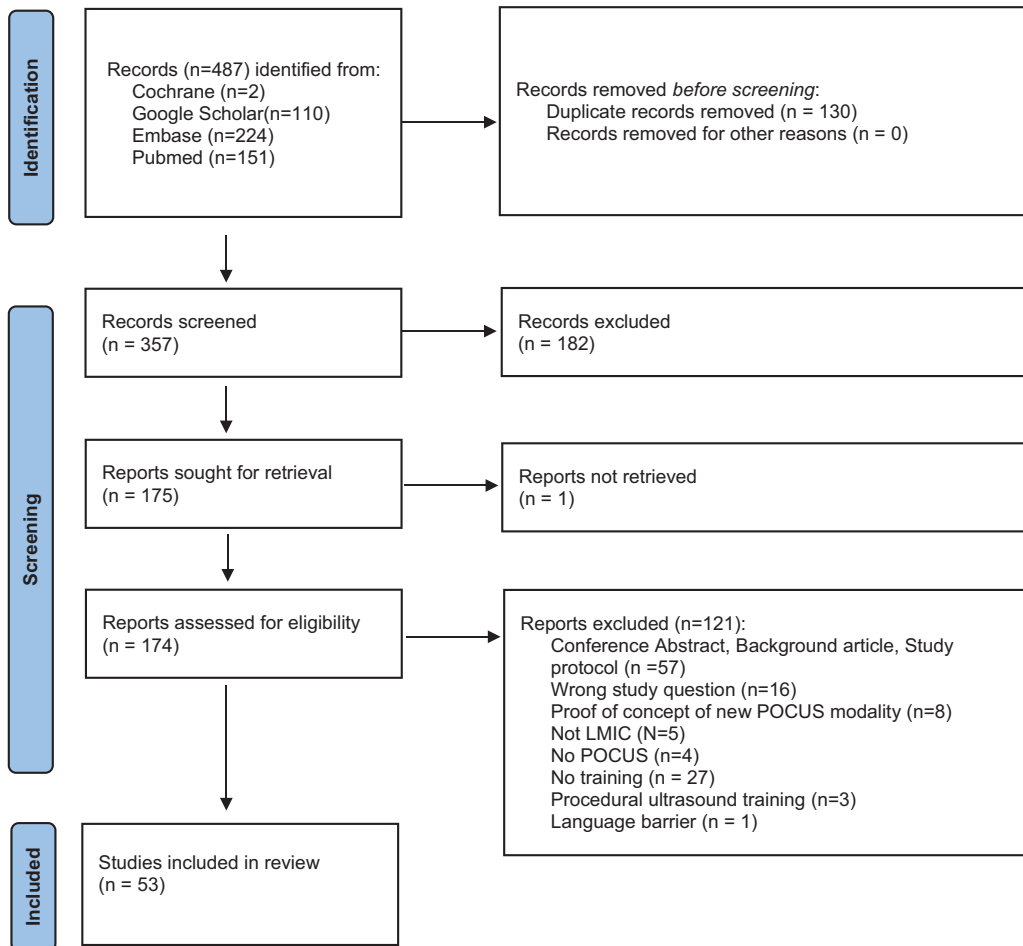 Identification
Records (n=487) identified from:
Cochrane (n=2)
Google Scholar(n=110)
Embase (n=224)
Pubmed (n=151)
Records removed before screening:
Duplicate records removed (n = 130)
Records removed for other reasons (n = 0)
Screening
Records screened
(n = 357)
Records excluded
(n = 182)
Reports sought for retrieval
(n = 175)
Reports not retrieved
(n = 1)
Reports assessed for eligibility
(n = 174)
Reports excluded (n=121):
Conference Abstract, Background article, Study
protocol (n =57)
Wrong study question (n=16)
Proof of concept of new POCUS modality (n=8)
Not LMIC (N=5)
No POCUS (n=4)
No training (n = 27)
Procedural ultrasound training (n=3)
Language barrier (n = 1)
Included
Studies included in review
(n = 53)